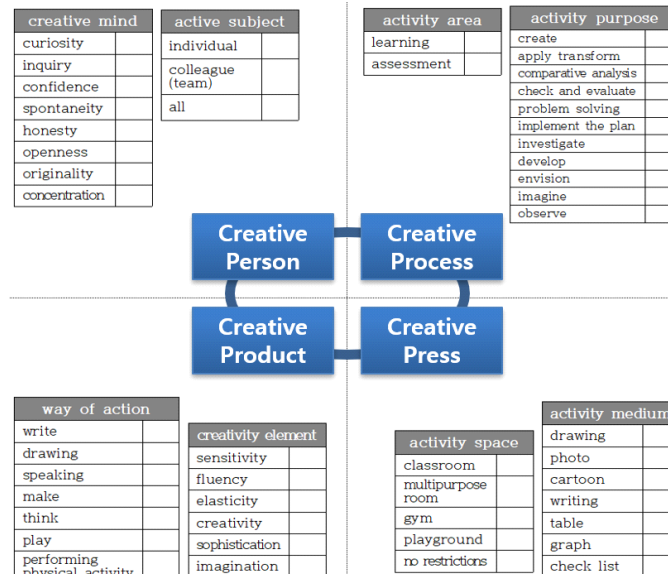 creative mind
curiosity
inquiry
confidence
spontaneity
honesty
openness
originality
concentration
active subject
individual
colleague
(team)
all
activity area
learning
assessment
activity purpose
create
apply transform
comparative analysis
check and evaluate
problem solving
implement the plan
investigate
develop
envision
imagine
observe
Creative
Person
Creative
Process
Creative
Product
Creative
Press
way of action
write
drawing
speaking
make
think
play
performing
physical activity
creativity element
sensitivity
fluency
elasticity
creativity
sophistication
imagination
activity space
classroom
multipurpose
room
gym
playground
no restrictions
activity medium
drawing
photo
cartoon
writing
table
graph
check list